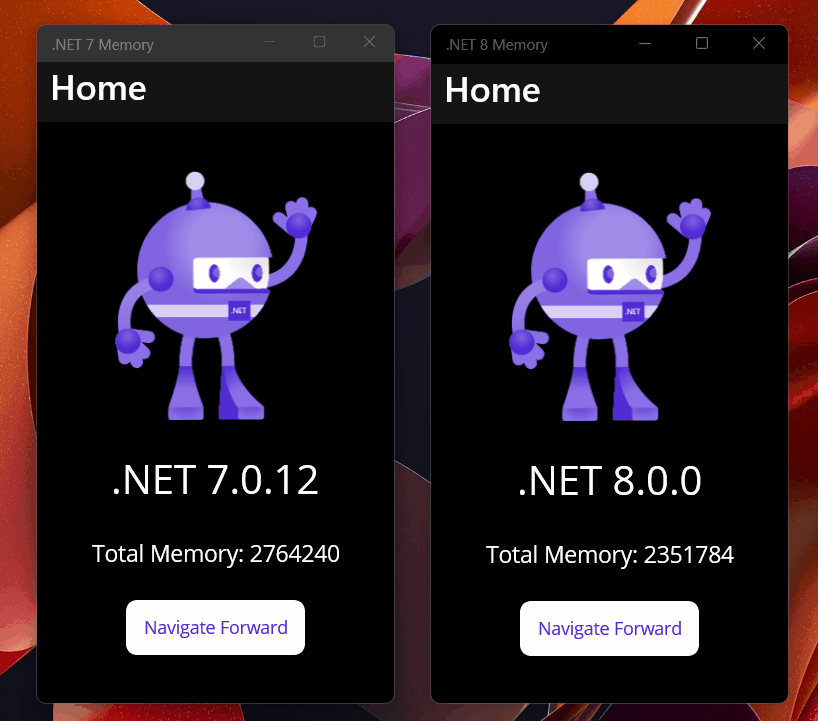 .NET 7 Memory
Home
.NET
.NET 7.0.12
Total Memory: 2764240
Navigate Forward
.NET 8 Memory
Home
.NET
.NET 8.0.0
Total Memory: 2351784
Navigate Forward